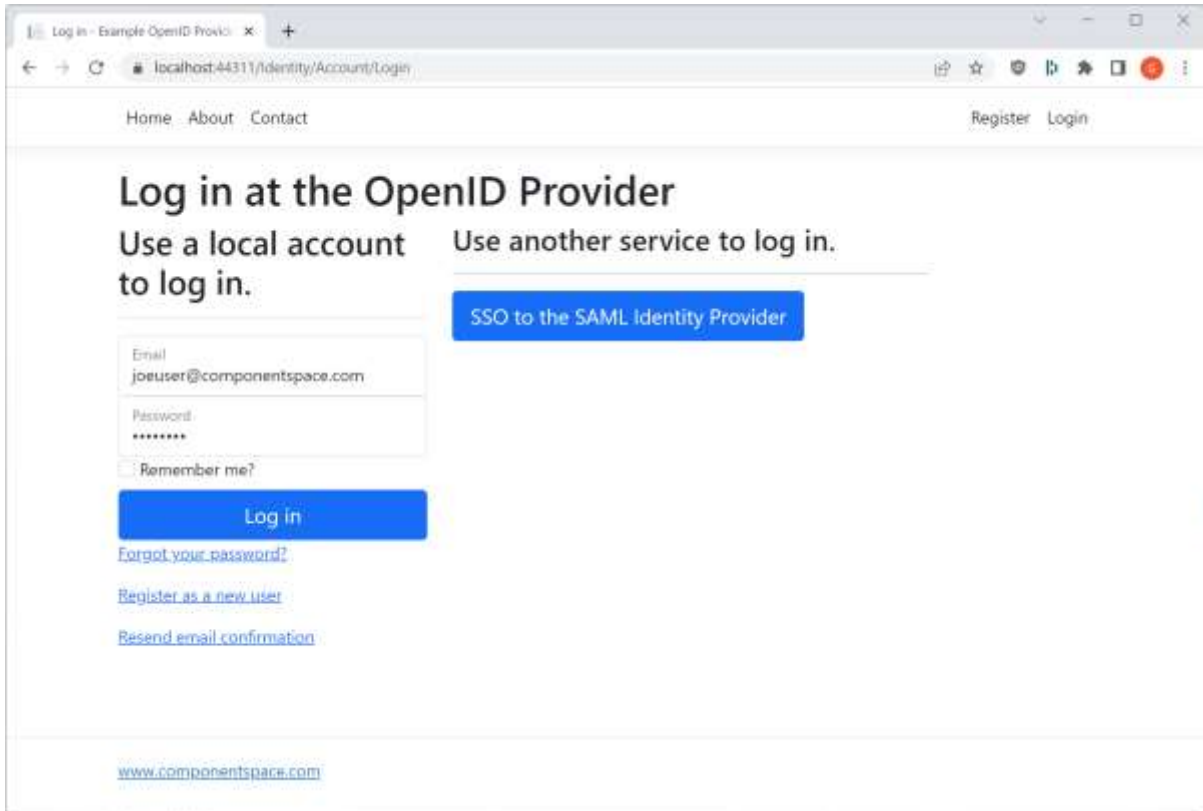 Log in - Example OpenID Provid
localhost:44311/Identity/Account/Login
Home About Contact
Register Login
Log in at the OpenID Provider
Use a local account
to log in.
Use another service to log in.
SSO to the SAML Identity Provider
Email
joeuser@componentspace.com
Password
••••••••
Remember me?
Log in
Forgot your password?
Register as a new user
Resend email confirmation
www.componentspace.com